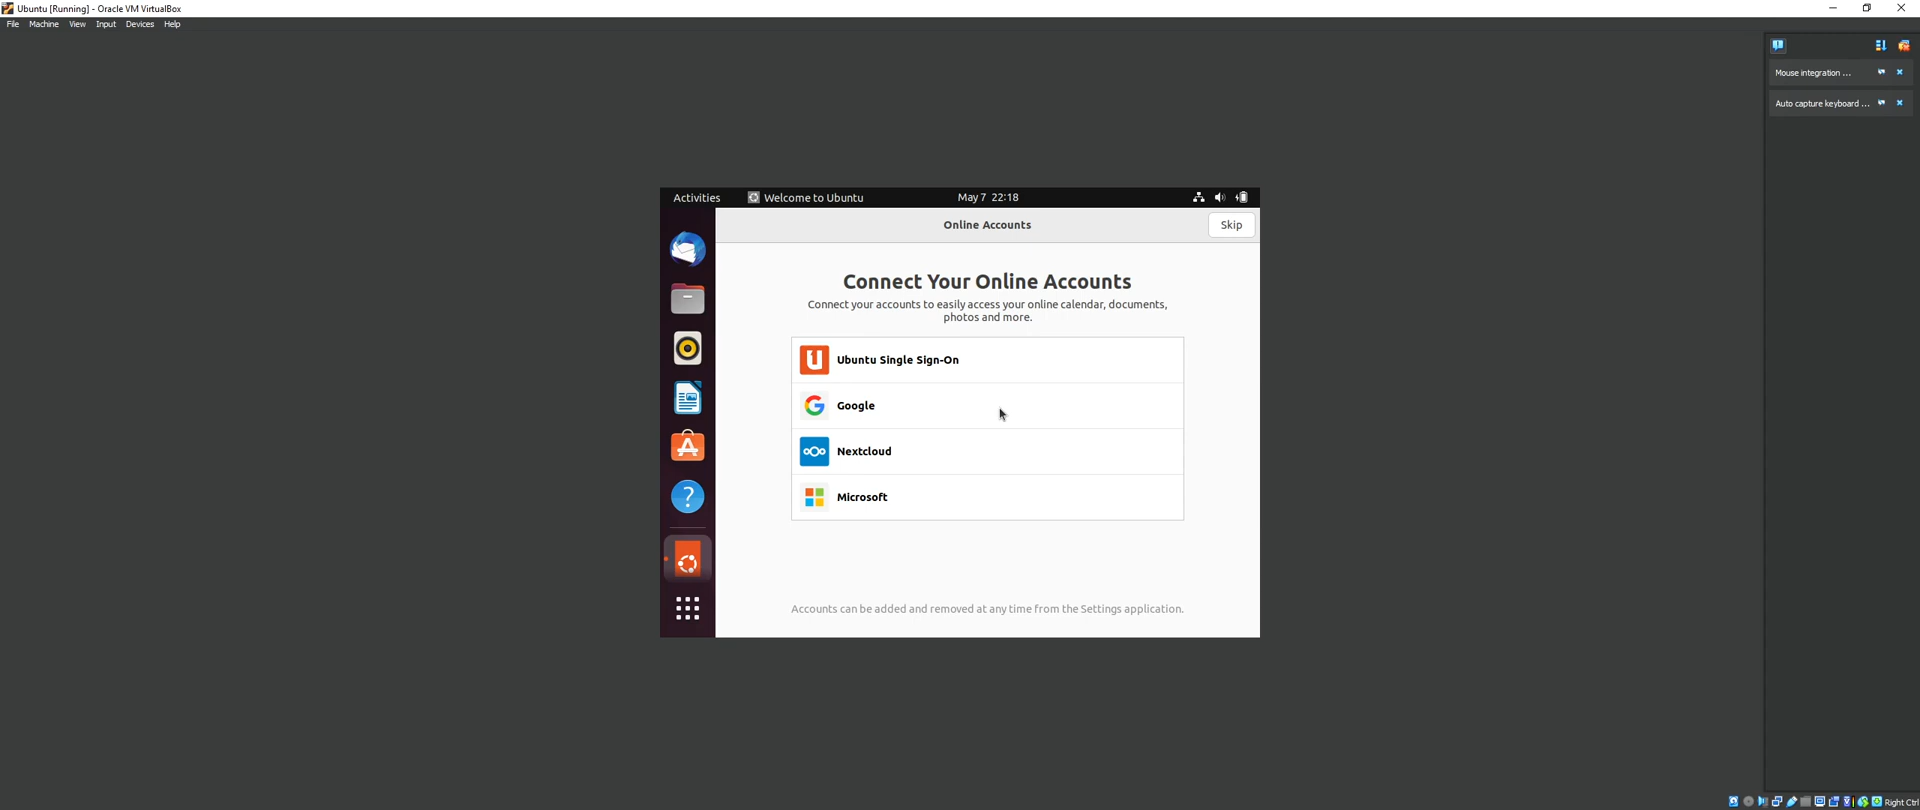 Ubuntu [Running] - Oracle VM VirtualBox
File Machine View Input Devices Help
Mouse integration ...
Auto capture keyboard ...
Activities Welcome to Ubuntu May 7 22:18
Online Accounts Skip
Connect Your Online Accounts
Connect your accounts to easily access your online calendar, documents,
photos and more.
Ubuntu Single Sign-On
Google
Nextcloud
Microsoft
Accounts can be added and removed at any time from the Settings application.
Right Ctrl